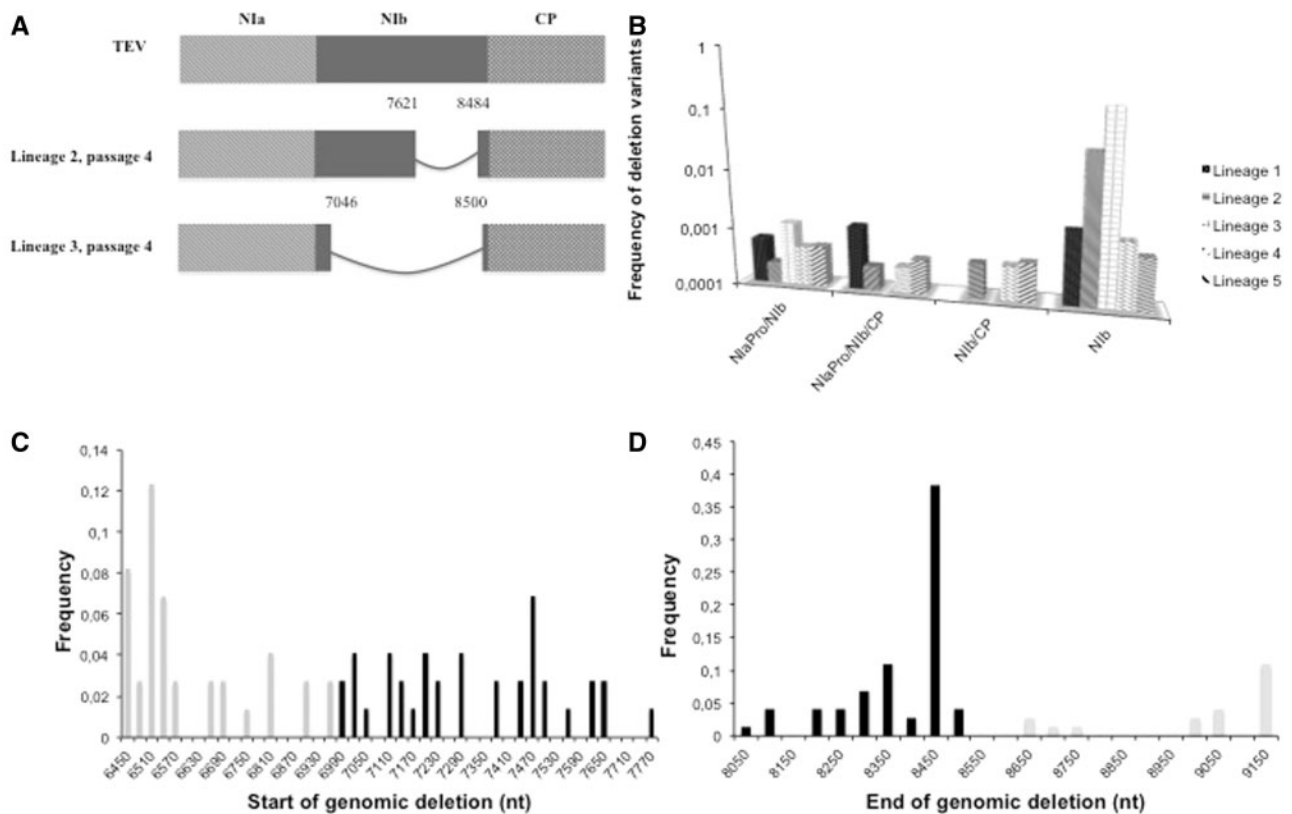 A
NIa NIb CP
TEV
7621 8484
Lineage 2, passage 4
7046 8500
Lineage 3, passage 4
B
Frequency of deletion variants
1
0,1
0,01
0,001
0,0001
NIaPro/NIb
NIaPro/NIb/CP
NIb/CP
NIb
Lineage 1
Lineage 2
Lineage 3
Lineage 4
Lineage 5
C
Frequency
0,14
0,12
0,1
0,08
0,06
0,04
0,02
0
6450 6510 6570 6630 6690 6750 6810 6870 6930 6990 7050 7110 7170 7230 7290 7350 7410 7470 7530 7590 7650 7710 7770
Start of genomic deletion (nt)
D
Frequency
0,45
0,4
0,35
0,3
0,25
0,2
0,15
0,1
0,05
0
8050 8150 8250 8350 8450 8550 8650 8750 8850 8950 9050 9150
End of genomic deletion (nt)